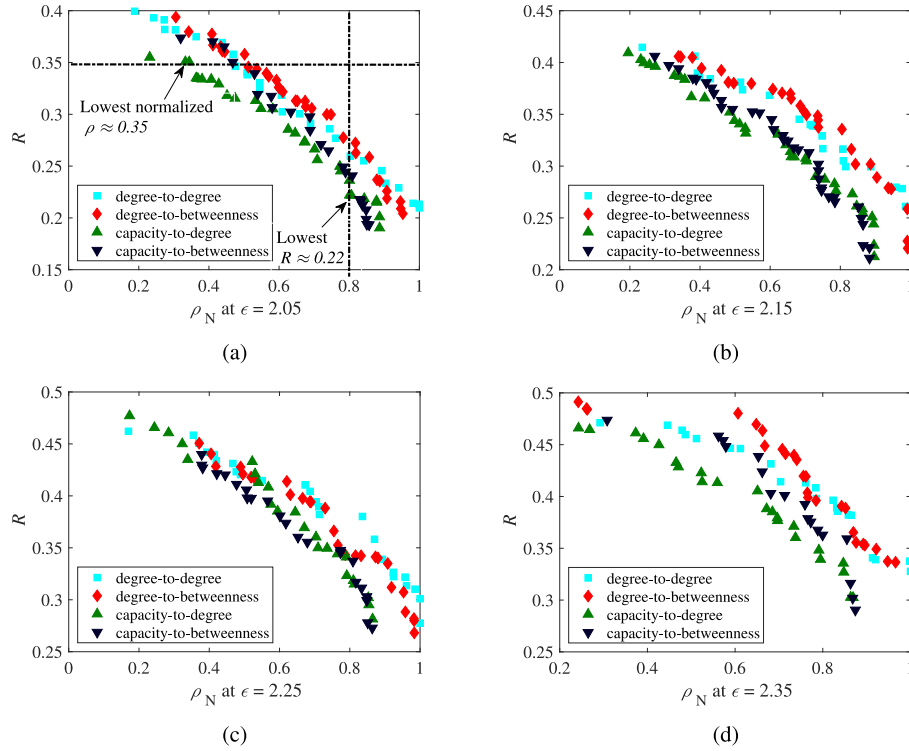 0.4
0.35
0.3
0.25
0.2
0.15
R
Lowest normalized
ρ ≈ 0.35
Lowest
R ≈ 0.22
degree-to-degree
degree-to-betweenness
capacity-to-degree
capacity-to-betweenness
0 0.2 0.4 0.6 0.8 1
ρ_N at ϵ = 2.05
(a)
0.45
0.4
0.35
0.3
0.25
0.2
R
degree-to-degree
degree-to-betweenness
capacity-to-degree
capacity-to-betweenness
0 0.2 0.4 0.6 0.8 1
ρ_N at ϵ = 2.15
(b)
0.5
0.45
0.4
0.35
0.3
0.25
R
degree-to-degree
degree-to-betweenness
capacity-to-degree
capacity-to-betweenness
0 0.2 0.4 0.6 0.8 1
ρ_N at ϵ = 2.25
(c)
0.5
0.45
0.4
0.35
0.3
0.25
R
degree-to-degree
degree-to-betweenness
capacity-to-degree
capacity-to-betweenness
0.2 0.4 0.6 0.8 1
ρ_N at ϵ = 2.35
(d)